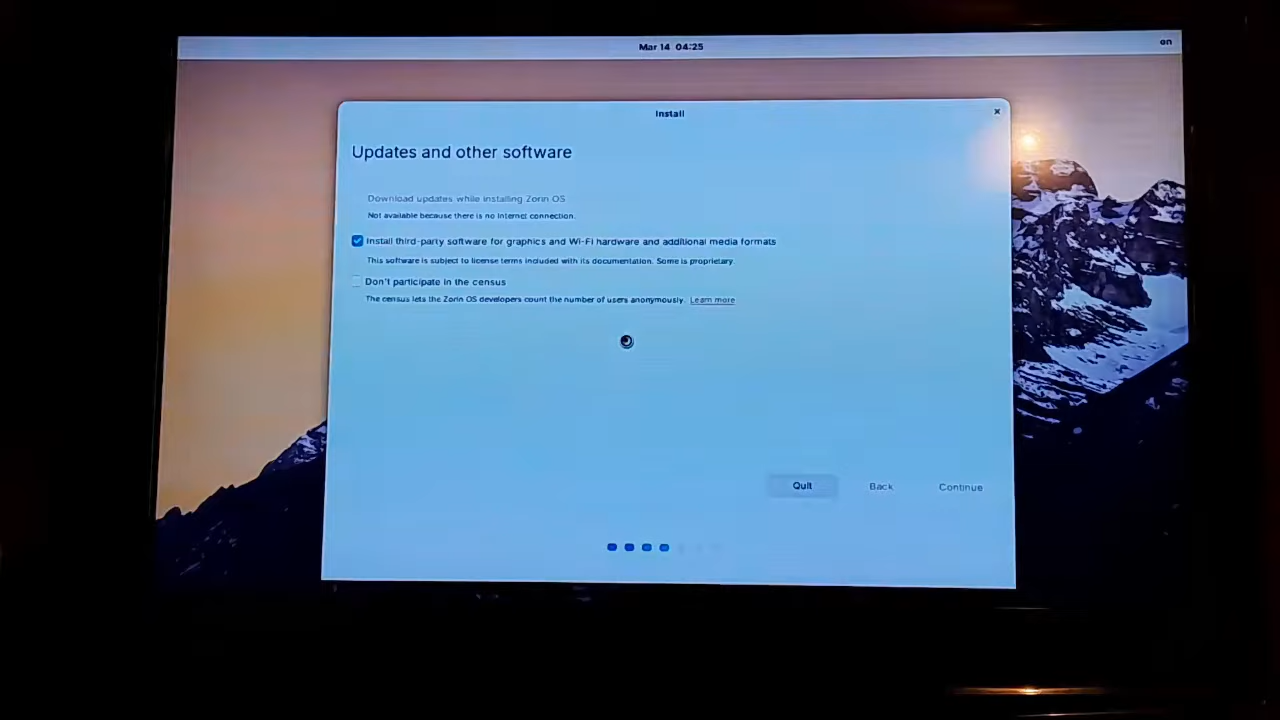 Mar 14 04:25
en
Install
×
Updates and other software
Download updates while installing Zorin OS
Not available because there is no Internet connection.
Install third-party software for graphics and Wi-Fi hardware and additional media formats
This software is subject to license terms included with its documentation. Some is proprietary.
Don't participate in the census
The census lets the Zorin OS developers count the number of users anonymously. Learn more
Quit
Back
Continue